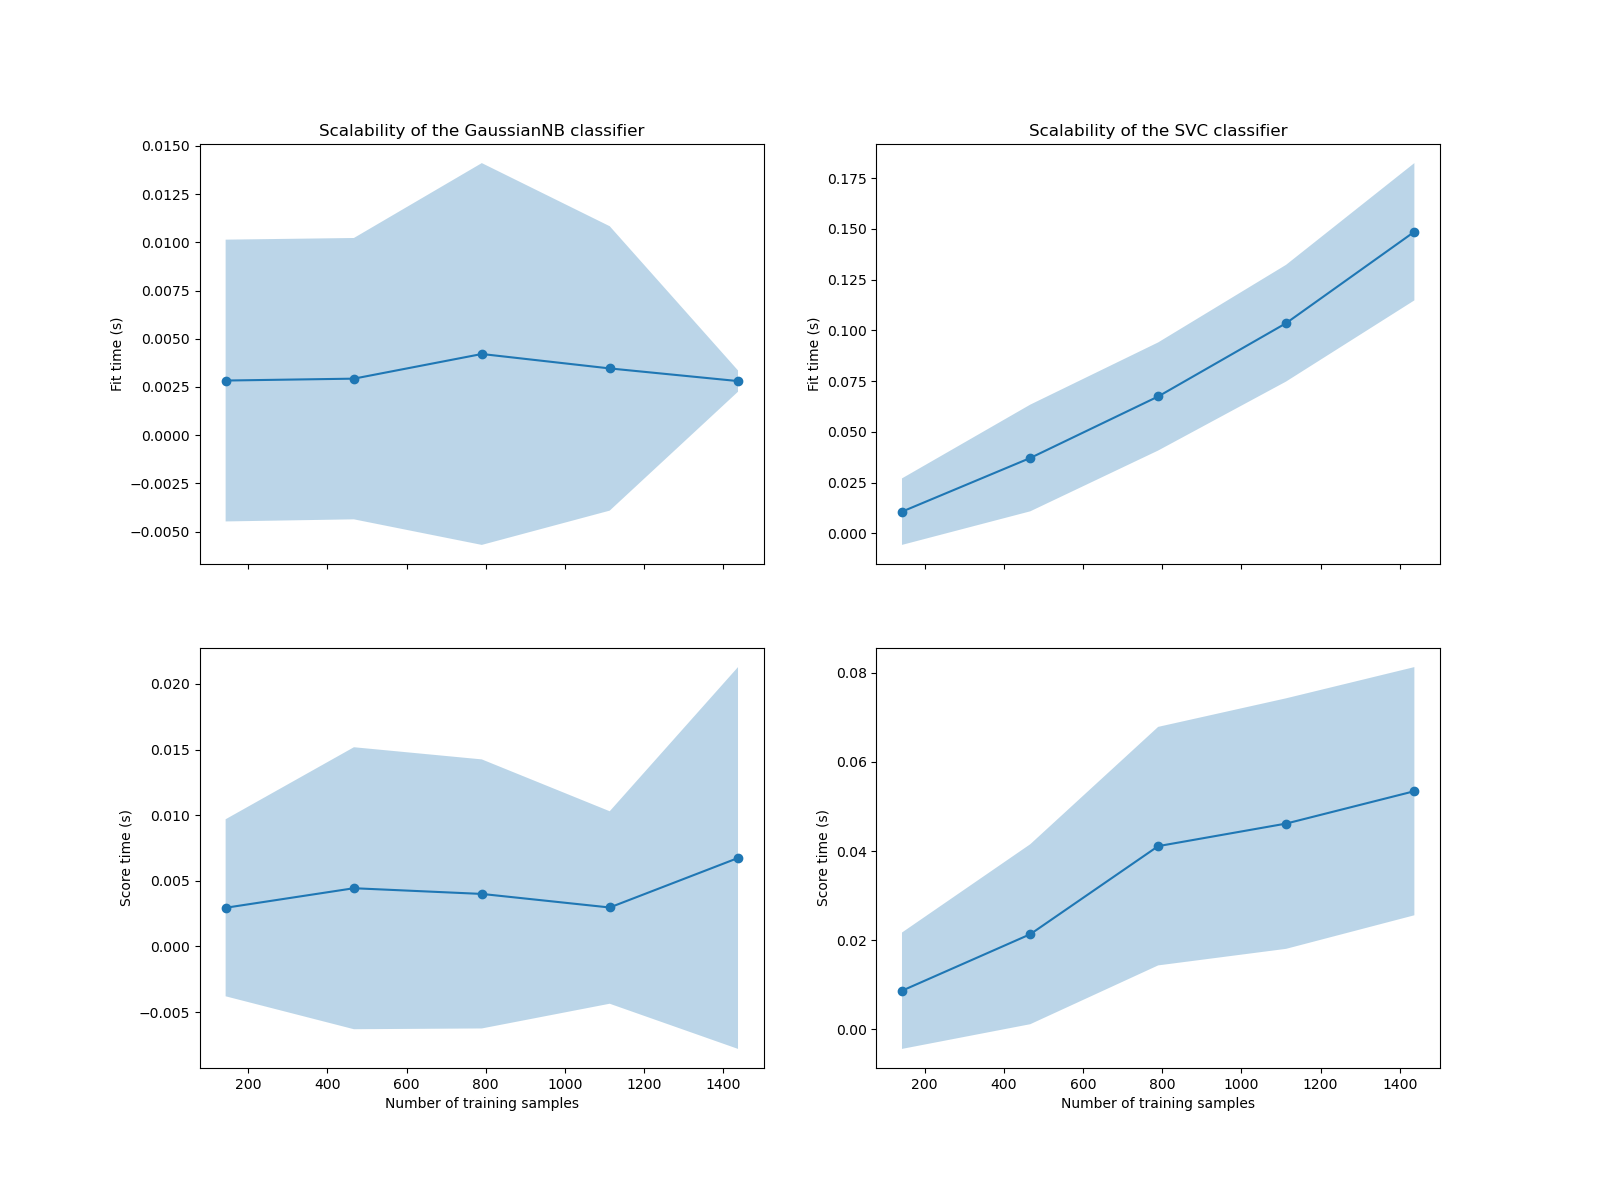 Scalability of the GaussianNB classifier
0.0150
0.0125
0.0100
0.0075
0.0050
0.0025
0.0000
−0.0025
−0.0050
Fit time (s)
Scalability of the SVC classifier
0.175
0.150
0.125
0.100
0.075
0.050
0.025
0.000
Fit time (s)
0.020
0.015
0.010
0.005
0.000
−0.005
Score time (s)
200 400 600 800 1000 1200 1400
Number of training samples
0.08
0.06
0.04
0.02
0.00
Score time (s)
200 400 600 800 1000 1200 1400
Number of training samples